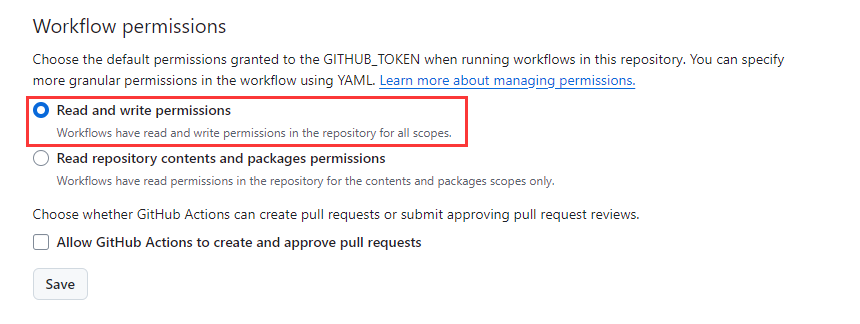 Workflow permissions
Choose the default permissions granted to the GITHUB_TOKEN when running workflows in this repository. You can specify
more granular permissions in the workflow using YAML. Learn more about managing permissions.
Read and write permissions
Workflows have read and write permissions in the repository for all scopes.
Read repository contents and packages permissions
Workflows have read permissions in the repository for the contents and packages scopes only.
Choose whether GitHub Actions can create pull requests or submit approving pull request reviews.
Allow GitHub Actions to create and approve pull requests
Save